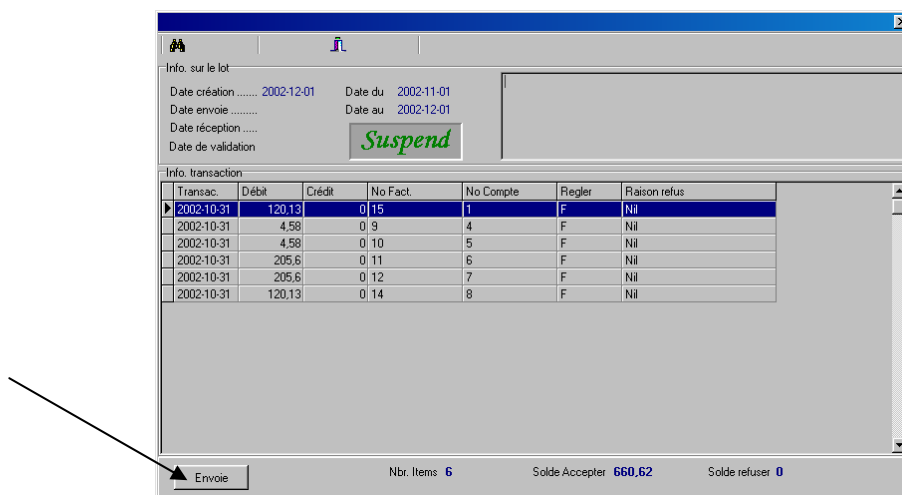 Info. sur le lot
Date création ....... 2002-12-01 Date du 2002-11-01
Date envoie ......... Date au 2002-12-01
Date réception .....
Date de validation
Suspend
Info. transaction
Transac. Débit Crédit No Fact. No Compte Regler Raison refus
2002-10-31 120,13 0 15 1 F Nil
2002-10-31 4,58 0 9 4 F Nil
2002-10-31 4,58 0 10 5 F Nil
2002-10-31 205,6 0 11 6 F Nil
2002-10-31 205,6 0 12 7 F Nil
2002-10-31 120,13 0 14 8 F Nil
Envoie Nbr. Items 6 Solde Accepter 660,62 Solde refuser 0